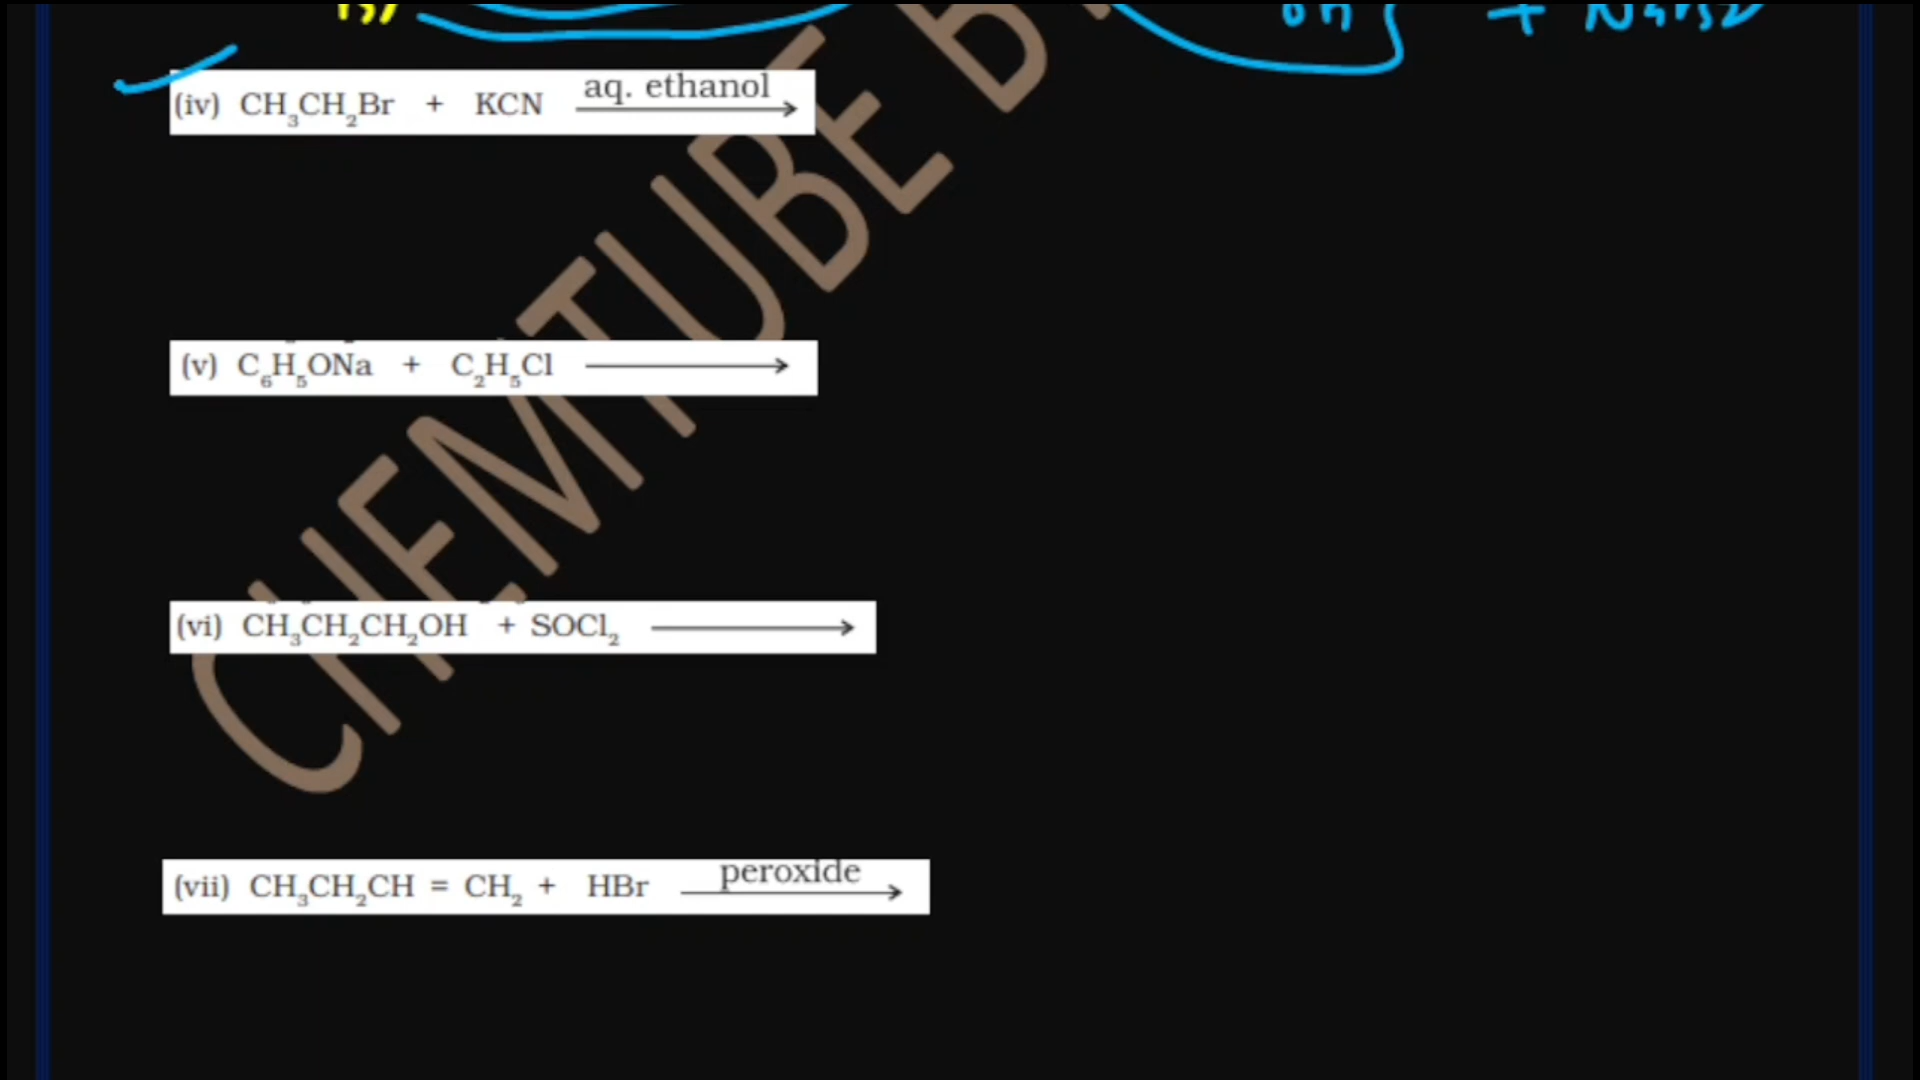 (iv) CH₃CH₂Br + KCN aq. ethanol →
(v) C₆H₅ONa + C₂H₅Cl →
(vi) CH₃CH₂CH₂OH + SOCl₂ →
(vii) CH₃CH₂CH = CH₂ + HBr peroxide →
CHEMTUBE